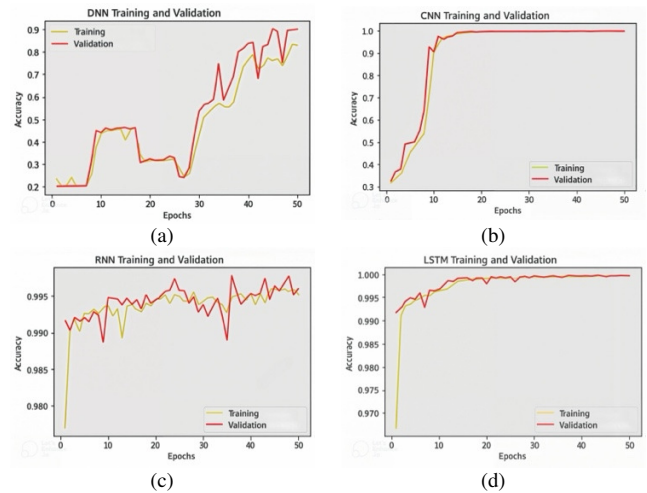 DNN Training and Validation
Training
Validation
Accuracy
0.9
0.8
0.7
0.6
0.5
0.4
0.3
0.2
0
10
20
30
40
50
Epochs
(a)
CNN Training and Validation
Accuracy
1.0
0.9
0.8
0.7
0.6
0.5
0.4
0.3
0
10
20
30
40
50
Training
Validation
Epochs
(b)
RNN Training and Validation
Accuracy
0.995
0.990
0.985
0.980
0
10
20
30
40
50
Training
Validation
Epochs
(c)
LSTM Training and Validation
Accuracy
1.000
0.995
0.990
0.985
0.980
0.975
0.970
0
10
20
30
40
50
Training
Validation
Epochs
(d)